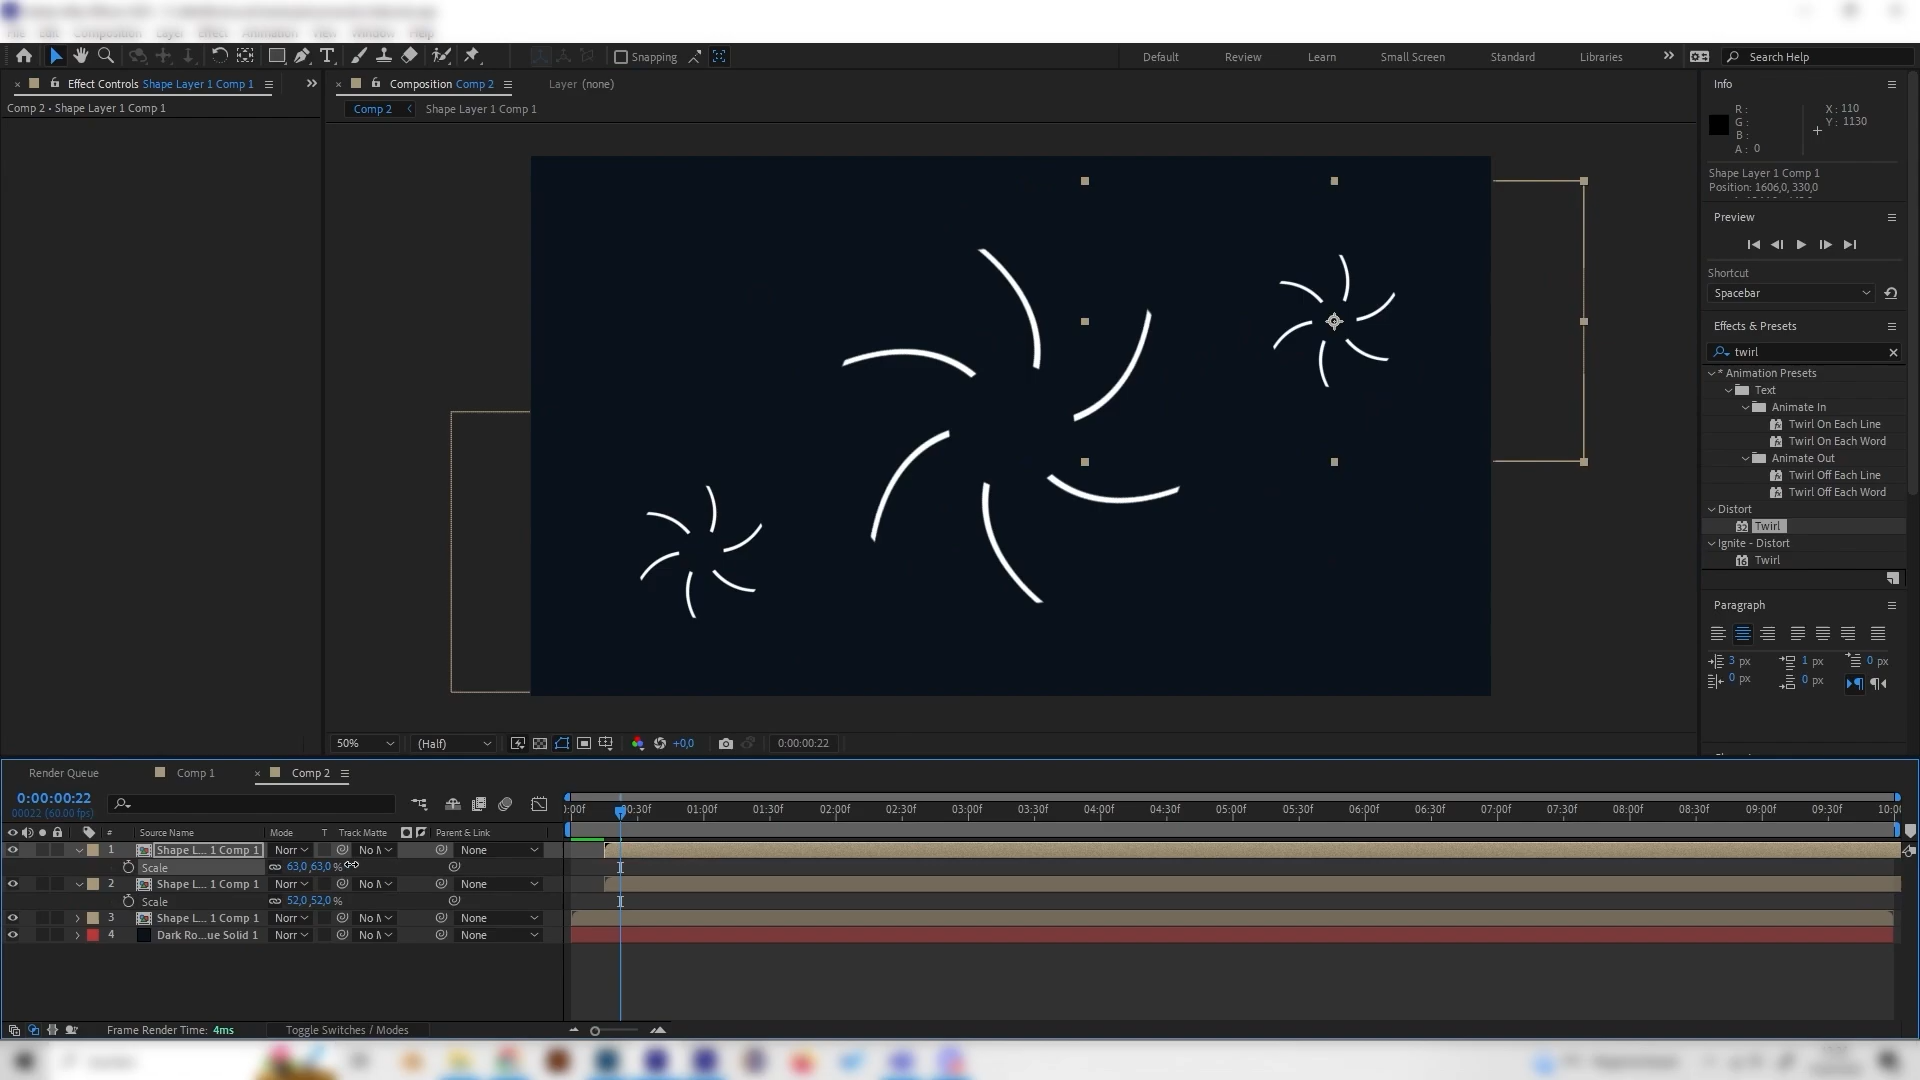 Snapping
Default
Review
Learn
Small Screen
Standard
Libraries
Search Help
Effect Controls Shape Layer 1 Comp 1
Composition Comp 2
Layer (none)
Comp 2 • Shape Layer 1 Comp 1
Comp 2
Shape Layer 1 Comp 1
Info
R :
G :
B :
A : 0
X : 110
Y : 1130
Shape Layer 1 Comp 1
Position: 1606,0, 330,0
Preview
Shortcut
Spacebar
Effects & Presets
twirl
* Animation Presets
Text
Animate In
Twirl On Each Line
Twirl On Each Word
Animate Out
Twirl Off Each Line
Twirl Off Each Word
Distort
32 Twirl
Ignite - Distort
16 Twirl
Paragraph
3 px
1 px
0 px
0 px
0 px
50%
(Half)
+0,0
0:00:00:22
Render Queue
Comp 1
Comp 2
0:00:00:22
00022 (60.00 fps)
:00f
00:30f
01:00f
01:30f
02:00f
02:30f
03:00f
03:30f
04:00f
04:30f
05:00f
05:30f
06:00f
06:30f
07:00f
07:30f
08:00f
08:30f
09:00f
09:30f
10:00
# Source Name Mode T Track Matte Parent & Link
1 Shape L... 1 Comp 1 Norr No M None
Scale 63,0,63,0 %
2 Shape L... 1 Comp 1 Norr No M None
Scale 52,0,52,0 %
3 Shape L... 1 Comp 1 Norr No M None
4 Dark Ro...ue Solid 1 Norr No M None
Frame Render Time: 4ms
Toggle Switches / Modes